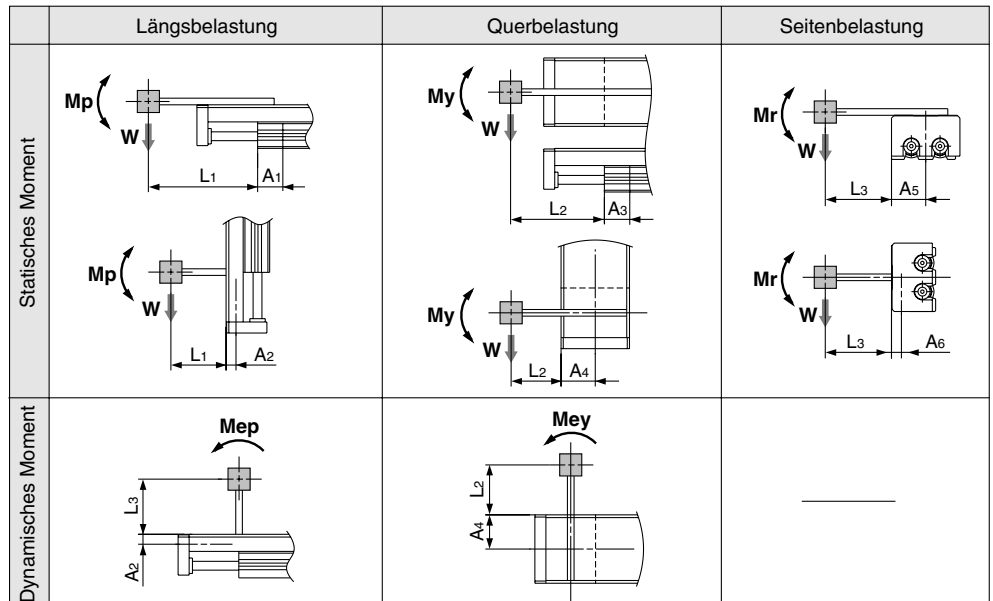 Längsbelastung
Querbelastung
Seitenbelastung
Statisches Moment
Mp
W
L1
A1
My
W
L2
A3
Mr
W
L3
A5
Mp
W
L1
A2
My
W
L2
A4
Mr
W
L3
A6
Dynamisches Moment
Mep
L3
A2
Mey
L2
A4